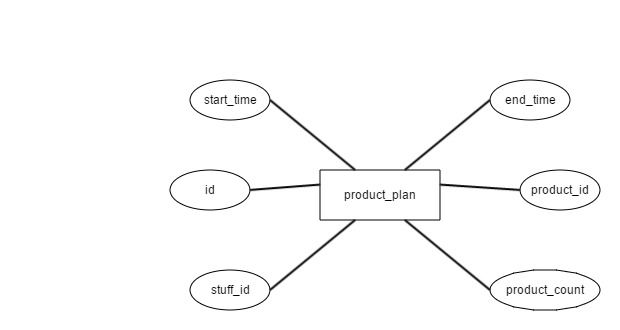 start_time
end_time
id
product_plan
product_id
stuff_id
product_count